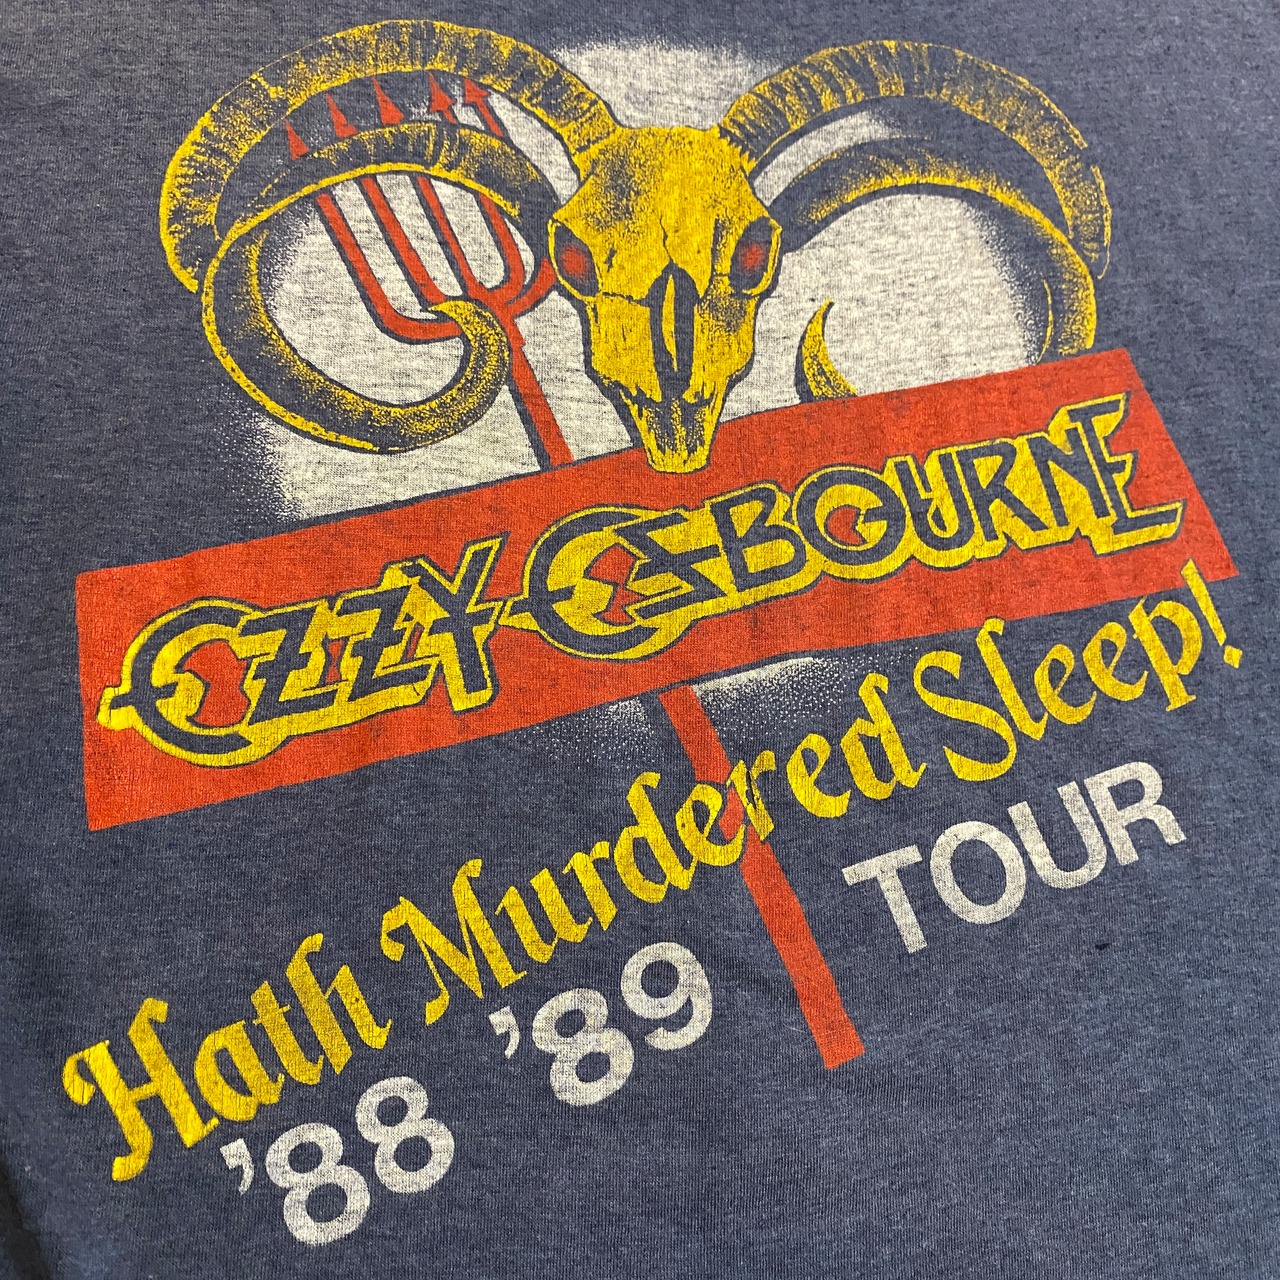 OZZY OSBOURNE
Hath Murdered Sleep!
'88 '89 TOUR